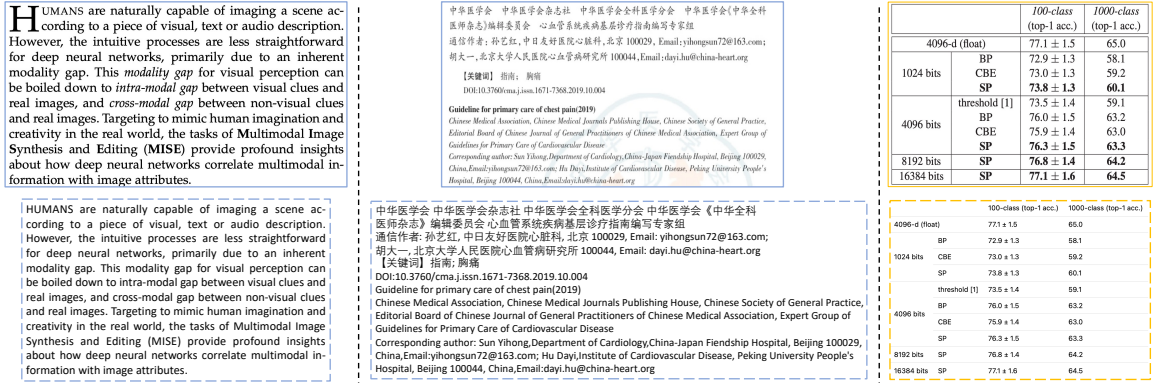 HUMANS are naturally capable of imaging a scene ac-
cording to a piece of visual, text or audio description.
However, the intuitive processes are less straightforward
for deep neural networks, primarily due to an inherent
modality gap. This modality gap for visual perception can
be boiled down to intra-modal gap between visual clues and
real images, and cross-modal gap between non-visual clues
and real images. Targeting to mimic human imagination and
creativity in the real world, the tasks of Multimodal Image
Synthesis and Editing (MISE) provide profound insights
about how deep neural networks correlate multimodal in-
formation with image attributes.
HUMANS are naturally capable of imaging a scene ac-
cording to a piece of visual, text or audio description.
However, the intuitive processes are less straightforward
for deep neural networks, primarily due to an inherent
modality gap. This modality gap for visual perception can
be boiled down to intra-modal gap between visual clues and
real images, and cross-modal gap between non-visual clues
and real images. Targeting to mimic human imagination and
creativity in the real world, the tasks of Multimodal Image
Synthesis and Editing (MISE) provide profound insights
about how deep neural networks correlate multimodal in-
formation with image attributes.
中华医学会 中华医学会杂志社 中华医学会全科医学分会 中华医学会《中华全科
医师杂志》编辑委员会 心血管系统疾病基层诊疗指南编写专家组
通信作者: 孙艺红,中日友好医院心脏科,北京 100029, Email:yihongsun72@163.com;
胡大一,北京大学人民医院心血管病研究所 100044,Email:dayi.hu@china-heart.org
【关键词】 指南; 胸痛
DOI:10.3760/cma.j.issn.1671-7368.2019.10.004
Guideline for primary care of chest pain(2019)
Chinese Medical Association, Chinese Medical Journals Publishing House, Chinese Society of General Practice,
Editorial Board of Chinese Journal of General Practitioners of Chinese Medical Association, Expert Group of
Guidelines for Primary Care of Cardiovascular Disease
Corresponding author: Sun Yihong,Department of Cardiology,China-Japan Fiendship Hospital, Beijing 100029,
China,Email:yihongsun72@163.com; Hu Dayi,Institute of Cardiovascular Disease, Peking University People's
Hospital, Beijing 100044, China,Email:dayi.hu@china-heart.org
中华医学会 中华医学会杂志社 中华医学会全科医学分会 中华医学会《中华全科
医师杂志》编辑委员会 心血管系统疾病基层诊疗指南编写专家组
通信作者: 孙艺红, 中日友好医院心脏科, 北京 100029, Email: yihongsun72@163.com;
胡大一, 北京大学人民医院心血管病研究所 100044, Email: dayi.hu@china-heart.org
【关键词】指南; 胸痛
DOI:10.3760/cma.j.issn.1671-7368.2019.10.004
Guideline for primary care of chest pain(2019)
Chinese Medical Association, Chinese Medical Journals Publishing House, Chinese Society of General Practice,
Editorial Board of Chinese Journal of General Practitioners of Chinese Medical Association, Expert Group of
Guidelines for Primary Care of Cardiovascular Disease
Corresponding author: Sun Yihong,Department of Cardiology,China-Japan Fiendship Hospital, Beijing 100029,
China,Email:yihongsun72@163.com; Hu Dayi,Institute of Cardiovascular Disease, Peking University People's
Hospital, Beijing 100044, China,Email:dayi.hu@china-heart.org
100-class 1000-class
(top-1 acc.) (top-1 acc.)
4096-d (float) 77.1 ± 1.5 65.0
BP 72.9 ± 1.3 58.1
1024 bits CBE 73.0 ± 1.3 59.2
SP 73.8 ± 1.3 60.1
threshold [1] 73.5 ± 1.4 59.1
4096 bits BP 76.0 ± 1.5 63.2
CBE 75.9 ± 1.4 63.0
SP 76.3 ± 1.5 63.3
8192 bits SP 76.8 ± 1.4 64.2
16384 bits SP 77.1 ± 1.6 64.5
100-class (top-1 acc.) 1000-class (top-1 acc.)
4096-d (float) 77.1 ± 1.5 65.0
BP 72.9 ± 1.3 58.1
1024 bits CBE 73.0 ± 1.3 59.2
SP 73.8 ± 1.3 60.1
threshold [1] 73.5 ± 1.4 59.1
4096 bits BP 76.0 ± 1.5 63.2
CBE 75.9 ± 1.4 63.0
SP 76.3 ± 1.5 63.3
8192 bits SP 76.8 ± 1.4 64.2
16384 bits SP 77.1 ± 1.6 64.5